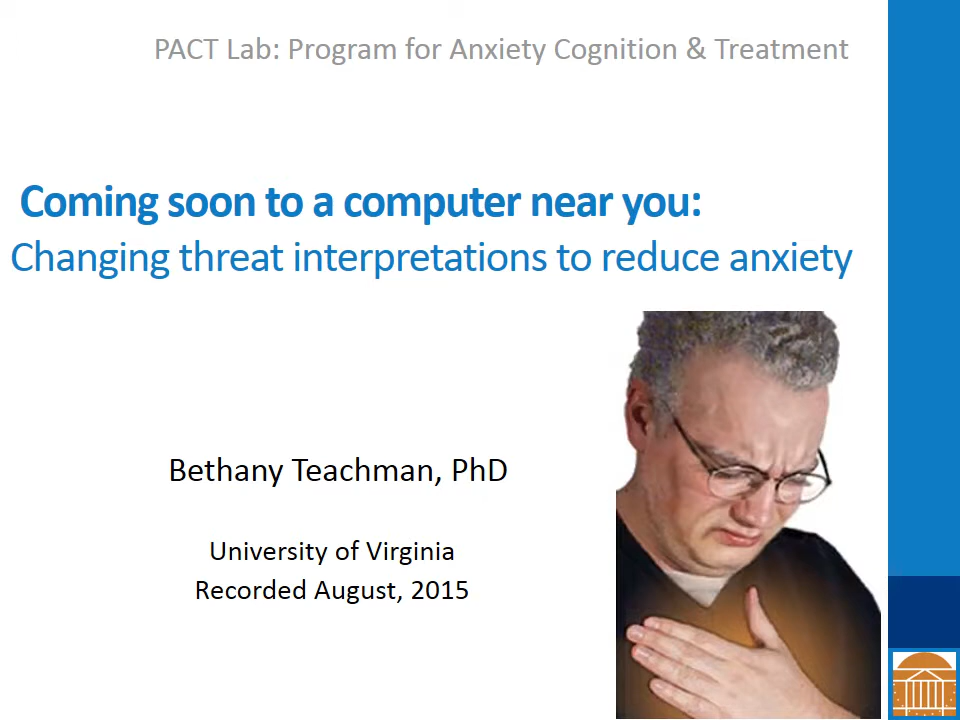 PACT Lab: Program for Anxiety Cognition & Treatment
Coming soon to a computer near you:
Changing threat interpretations to reduce anxiety
Bethany Teachman, PhD
University of Virginia
Recorded August, 2015